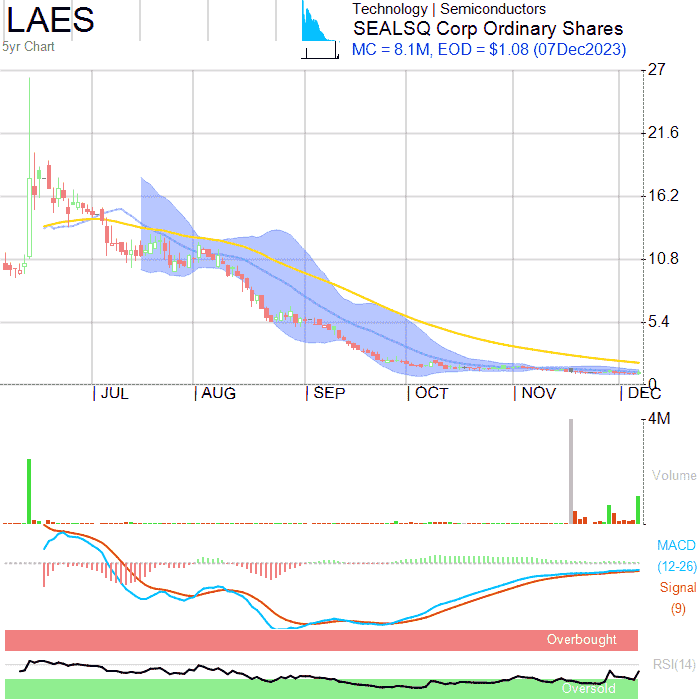 LAES
5yr Chart
Technology | Semiconductors
SEALSQ Corp Ordinary Shares
MC = 8.1M, EOD = $1.08 (07Dec2023)
27
21.6
16.2
10.8
5.4
0
JUL AUG SEP OCT NOV DEC
4M
Volume
MACD
(12-26)
Signal
(9)
Overbought
RSI(14)
Oversold